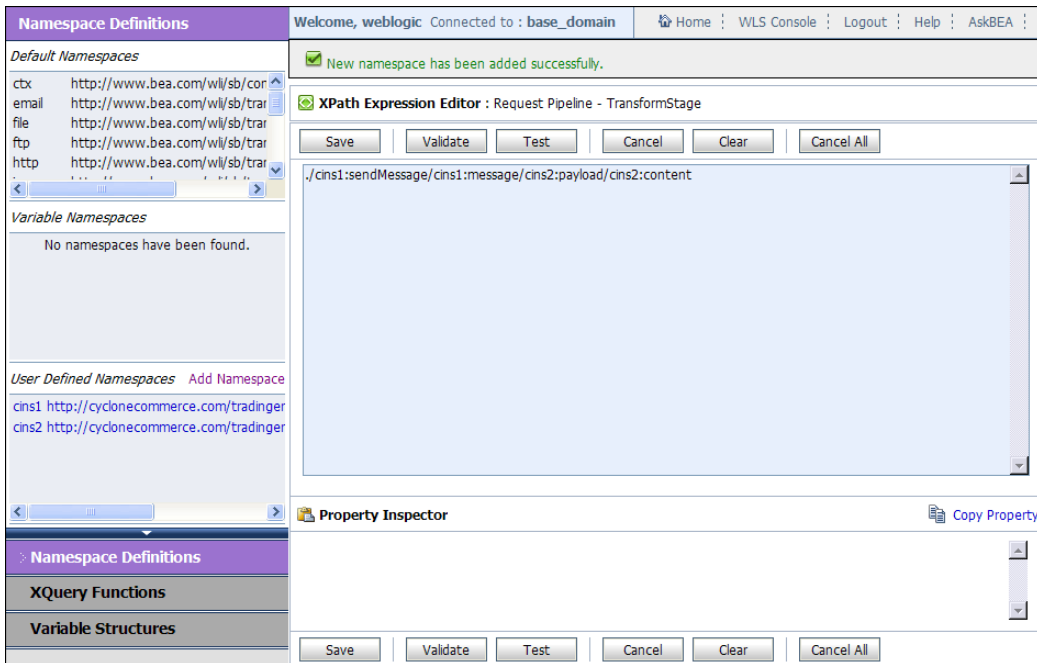 Namespace Definitions
Welcome, weblogic Connected to : base_domain
Home WLS Console Logout Help AskBEA
Default Namespaces
ctx http://www.bea.com/wli/sb/con
email http://www.bea.com/wli/sb/tran
file http://www.bea.com/wli/sb/tran
ftp http://www.bea.com/wli/sb/tran
http http://www.bea.com/wli/sb/tran
New namespace has been added successfully.
XPath Expression Editor : Request Pipeline - TransformStage
Save Validate Test Cancel Clear Cancel All
./cins1:sendMessage/cins1:message/cins2:payload/cins2:content
Variable Namespaces
No namespaces have been found.
User Defined Namespaces Add Namespace
cins1 http://cyclonecommerce.com/tradinger
cins2 http://cyclonecommerce.com/tradinger
Property Inspector
Copy Property
Namespace Definitions
XQuery Functions
Variable Structures
Save Validate Test Cancel Clear Cancel All